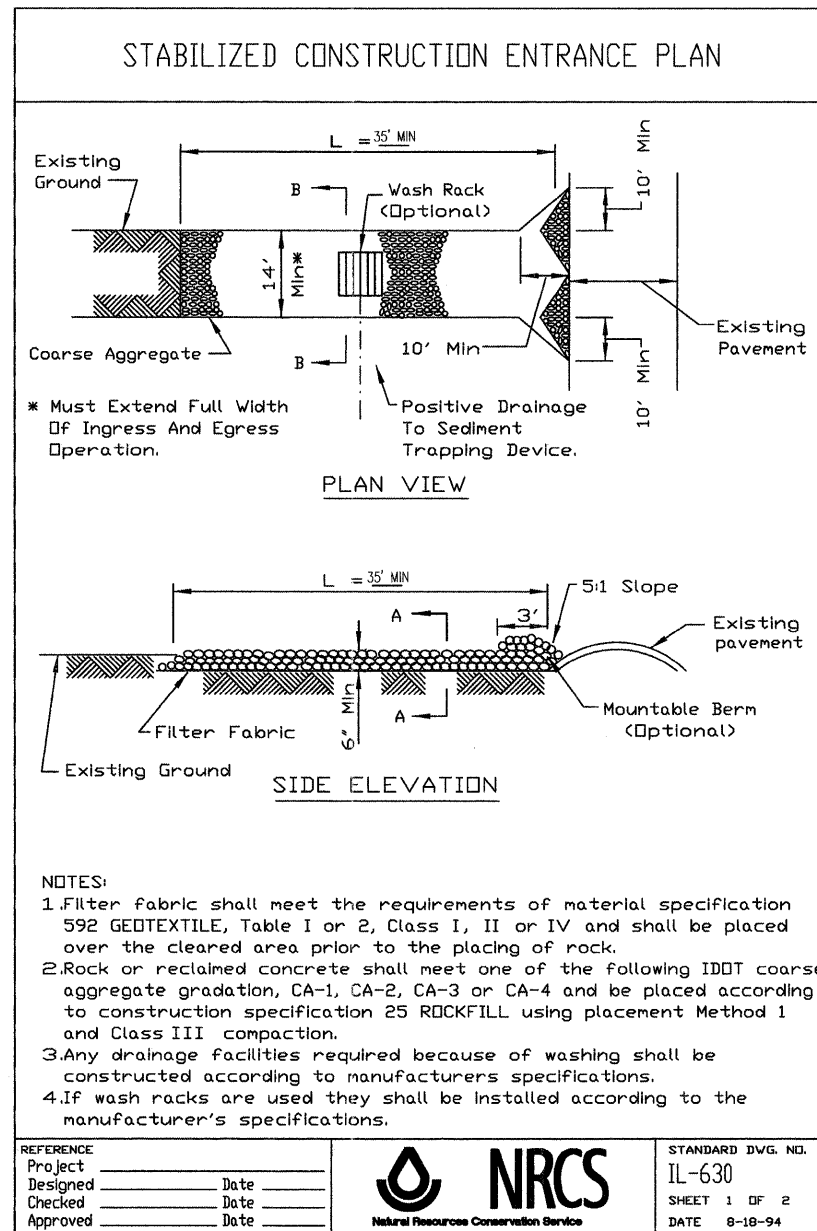 STABILIZED CONSTRUCTION ENTRANCE PLAN
L = 35' MIN
10' Min
Existing
Ground
B
Wash Rack
(Optional)
14'
Min*
Coarse Aggregate
B
10' Min
Existing
Pavement
10' Min
* Must Extend Full Width
Of Ingress And Egress
Operation.
Positive Drainage
To Sediment
Trapping Device.
PLAN VIEW
L = 35' MIN
5:1 Slope
A
3'
Existing
pavement
6" Min
A
Filter Fabric
Mountable Berm
(Optional)
Existing Ground
SIDE ELEVATION
NOTES:
1.Filter fabric shall meet the requirements of material specification
592 GEOTEXTILE, Table I or 2, Class I, II or IV and shall be placed
over the cleared area prior to the placing of rock.
2.Rock or reclaimed concrete shall meet one of the following IDOT coarse
aggregate gradation, CA-1, CA-2, CA-3 or CA-4 and be placed according
to construction specification 25 ROCKFILL using placement Method 1
and Class III compaction.
3.Any drainage facilities required because of washing shall be
constructed according to manufacturers specifications.
4.If wash racks are used they shall be installed according to the
manufacturer's specifications.
REFERENCE
Project
Designed Date
Checked Date
Approved Date
NRCS
Natural Resources Conservation Service
STANDARD DWG. NO.
IL-630
SHEET 1 OF 2
DATE 8-18-94